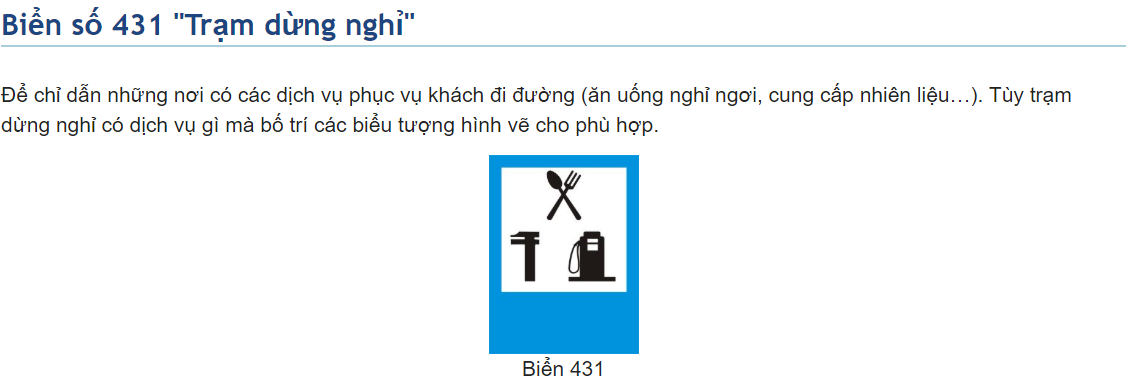 Biển số 431 "Trạm dừng nghỉ"
Để chỉ dẫn những nơi có các dịch vụ phục vụ khách đi đường (ăn uống nghỉ ngơi, cung cấp nhiên liệu…). Tùy trạm
dừng nghỉ có dịch vụ gì mà bố trí các biểu tượng hình vẽ cho phù hợp.
Biển 431